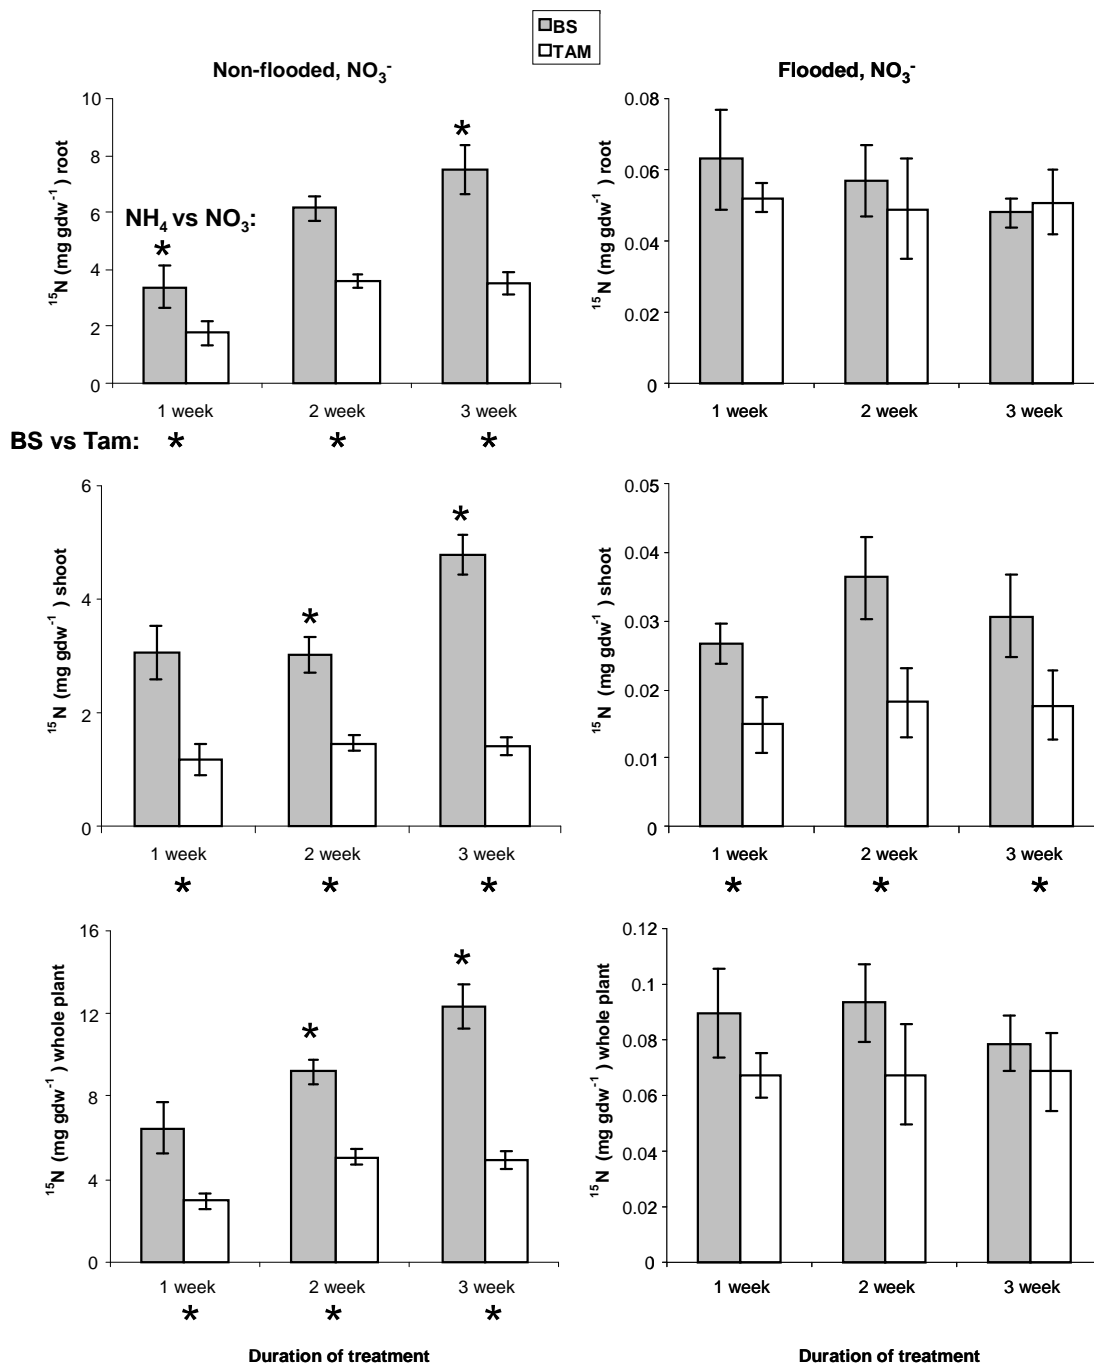 BS
TAM
Non-flooded, NO₃⁻
Flooded, NO₃⁻
¹⁵N (mg gdw⁻¹) root
10
8
6
4
2
0
NH₄ vs NO₃:
*
*
1 week
2 week
3 week
BS vs Tam: * * *
¹⁵N (mg gdw⁻¹) root
0.08
0.06
0.04
0.02
0
1 week
2 week
3 week
¹⁵N (mg gdw⁻¹) shoot
6
4
2
0
*
*
1 week
2 week
3 week
* * *
¹⁵N (mg gdw⁻¹) shoot
0.05
0.04
0.03
0.02
0.01
0
1 week
2 week
3 week
* * *
¹⁵N (mg gdw⁻¹) whole plant
16
12
8
4
0
*
*
1 week
2 week
3 week
* * *
Duration of treatment
¹⁵N (mg gdw⁻¹) whole plant
0.12
0.1
0.08
0.06
0.04
0.02
0
1 week
2 week
3 week
Duration of treatment